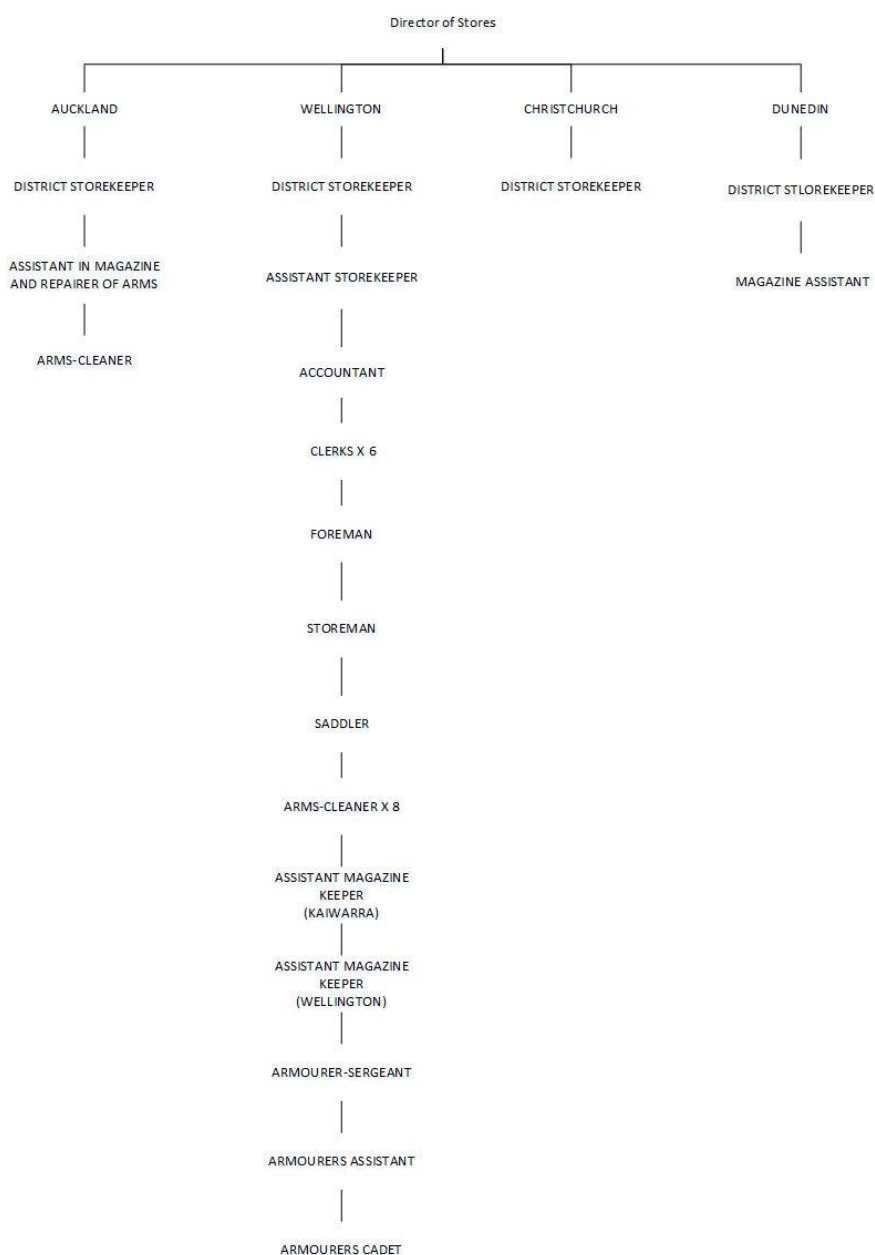 Director of Stores
AUCKLAND
WELLINGTON
CHRISTCHURCH
DUNEDIN
DISTRICT STOREKEEPER
DISTRICT STOREKEEPER
DISTRICT STOREKEEPER
DISTRICT STLOREKEEPER
ASSISTANT IN MAGAZINE
AND REPAIRER OF ARMS
ASSISTANT STOREKEEPER
MAGAZINE ASSISTANT
ARMS-CLEANER
ACCOUNTANT
CLERKS X 6
FOREMAN
STOREMAN
SADDLER
ARMS-CLEANER X 8
ASSISTANT MAGAZINE
KEEPER
(KAIWARRA)
ASSISTANT MAGAZINE
KEEPER
(WELLINGTON)
ARMOURER-SERGEANT
ARMOURERS ASSISTANT
ARMOURERS CADET